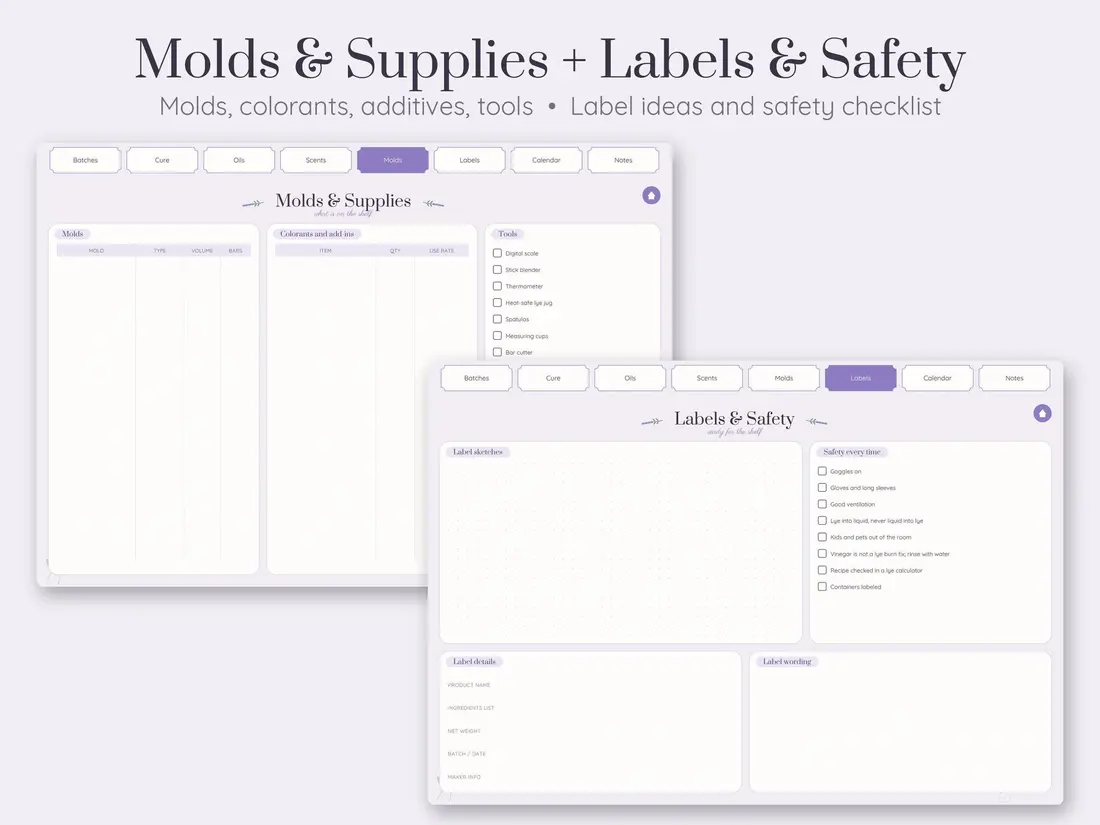 Molds & Supplies + Labels & Safety
Molds, colorants, additives, tools • Label ideas and safety checklist
Batches Cure Oils Scents Molds Labels Calendar Notes
Molds & Supplies
what is on the shelf
Molds
MOLD TYPE VOLUME BARS
Colorants and add ins
ITEM QTY USE RATE
Tools
Digital scale
Stick blender
Thermometer
Heat-safe lye jug
Spatulas
Measuring cups
Bar cutter
Batches Cure Oils Scents Molds Labels Calendar Notes
Labels & Safety
ready for the shelf
Label sketches
Safety every time
Goggles on
Gloves and long sleeves
Good ventilation
Lye into liquid, never liquid into lye
Kids and pets out of the room
Vinegar is not a lye burn fix; rinse with water
Recipe checked in a lye calculator
Containers labeled
Label details
PRODUCT NAME
INGREDIENTS LIST
NET WEIGHT
BATCH / DATE
MAKER INFO
Label wording